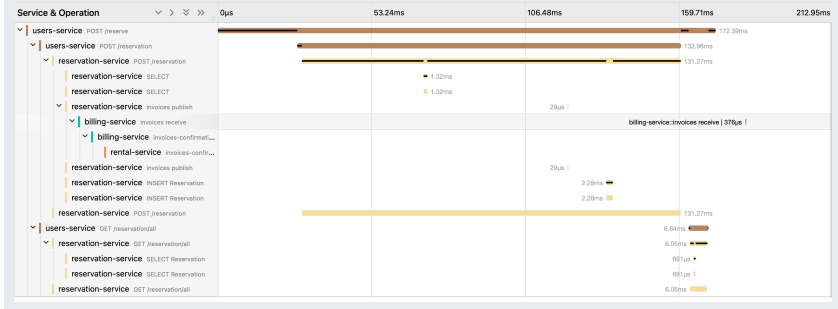 Service & Operation 0μs 53.24ms 106.48ms 159.71ms 212.95ms
users-service POST /reserve 172.39ms
users-service POST /reservation 132.96ms
reservation-service POST /reservation 131.27ms
reservation-service SELECT 1.32ms
reservation-service SELECT 1.32ms
reservation-service invoices publish 29μs
billing-service invoices receive billing-service::invoices receive | 376μs
billing-service invoices-confirmati...
rental-service invoices-confir...
reservation-service invoices publish 29μs
reservation-service INSERT Reservation 2.28ms
reservation-service INSERT Reservation 2.28ms
reservation-service POST /reservation 131.27ms
users-service GET /reservation/all 6.84ms
reservation-service GET /reservation/all 6.05ms
reservation-service SELECT Reservation 691μs
reservation-service SELECT Reservation 691μs
reservation-service GET /reservation/all 6.05ms